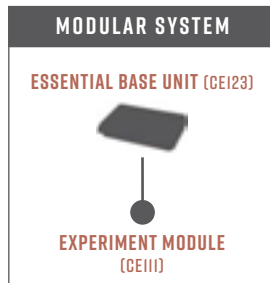 MODULAR SYSTEM
ESSENTIAL BASE UNIT (CE123)
EXPERIMENT MODULE
(CE111)